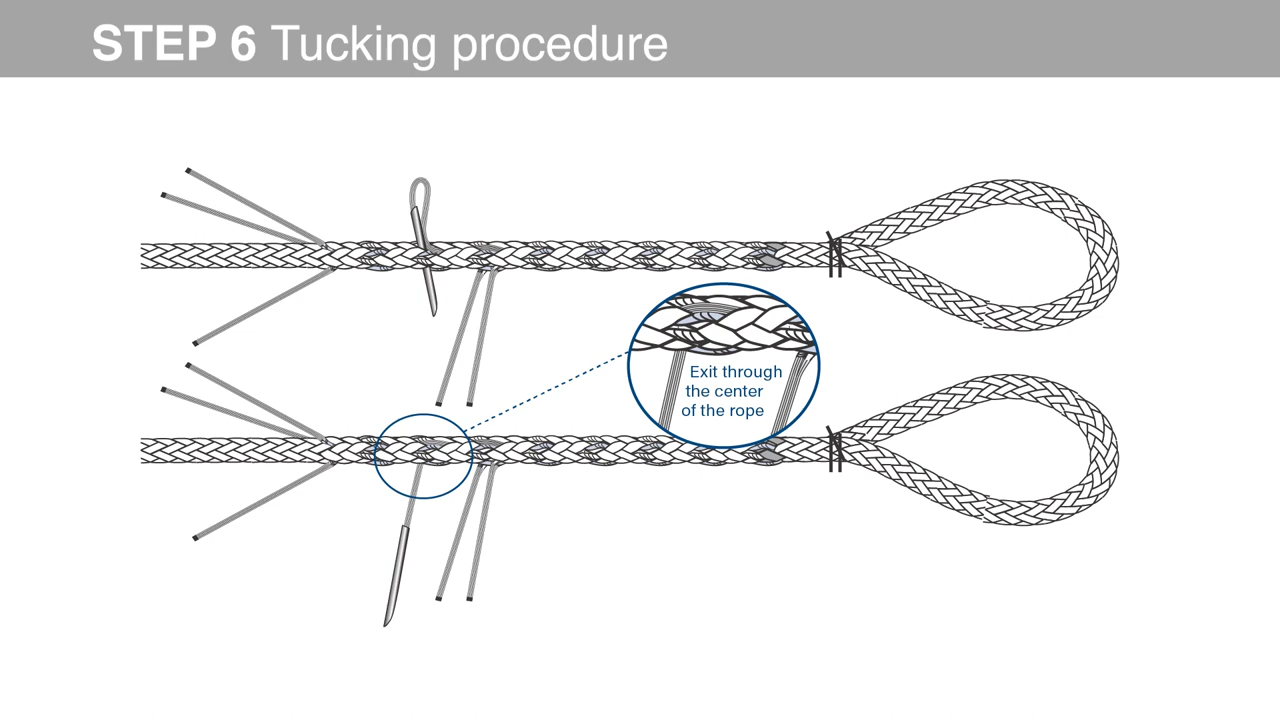 STEP 6 Tucking procedure
Exit through
the center
of the rope